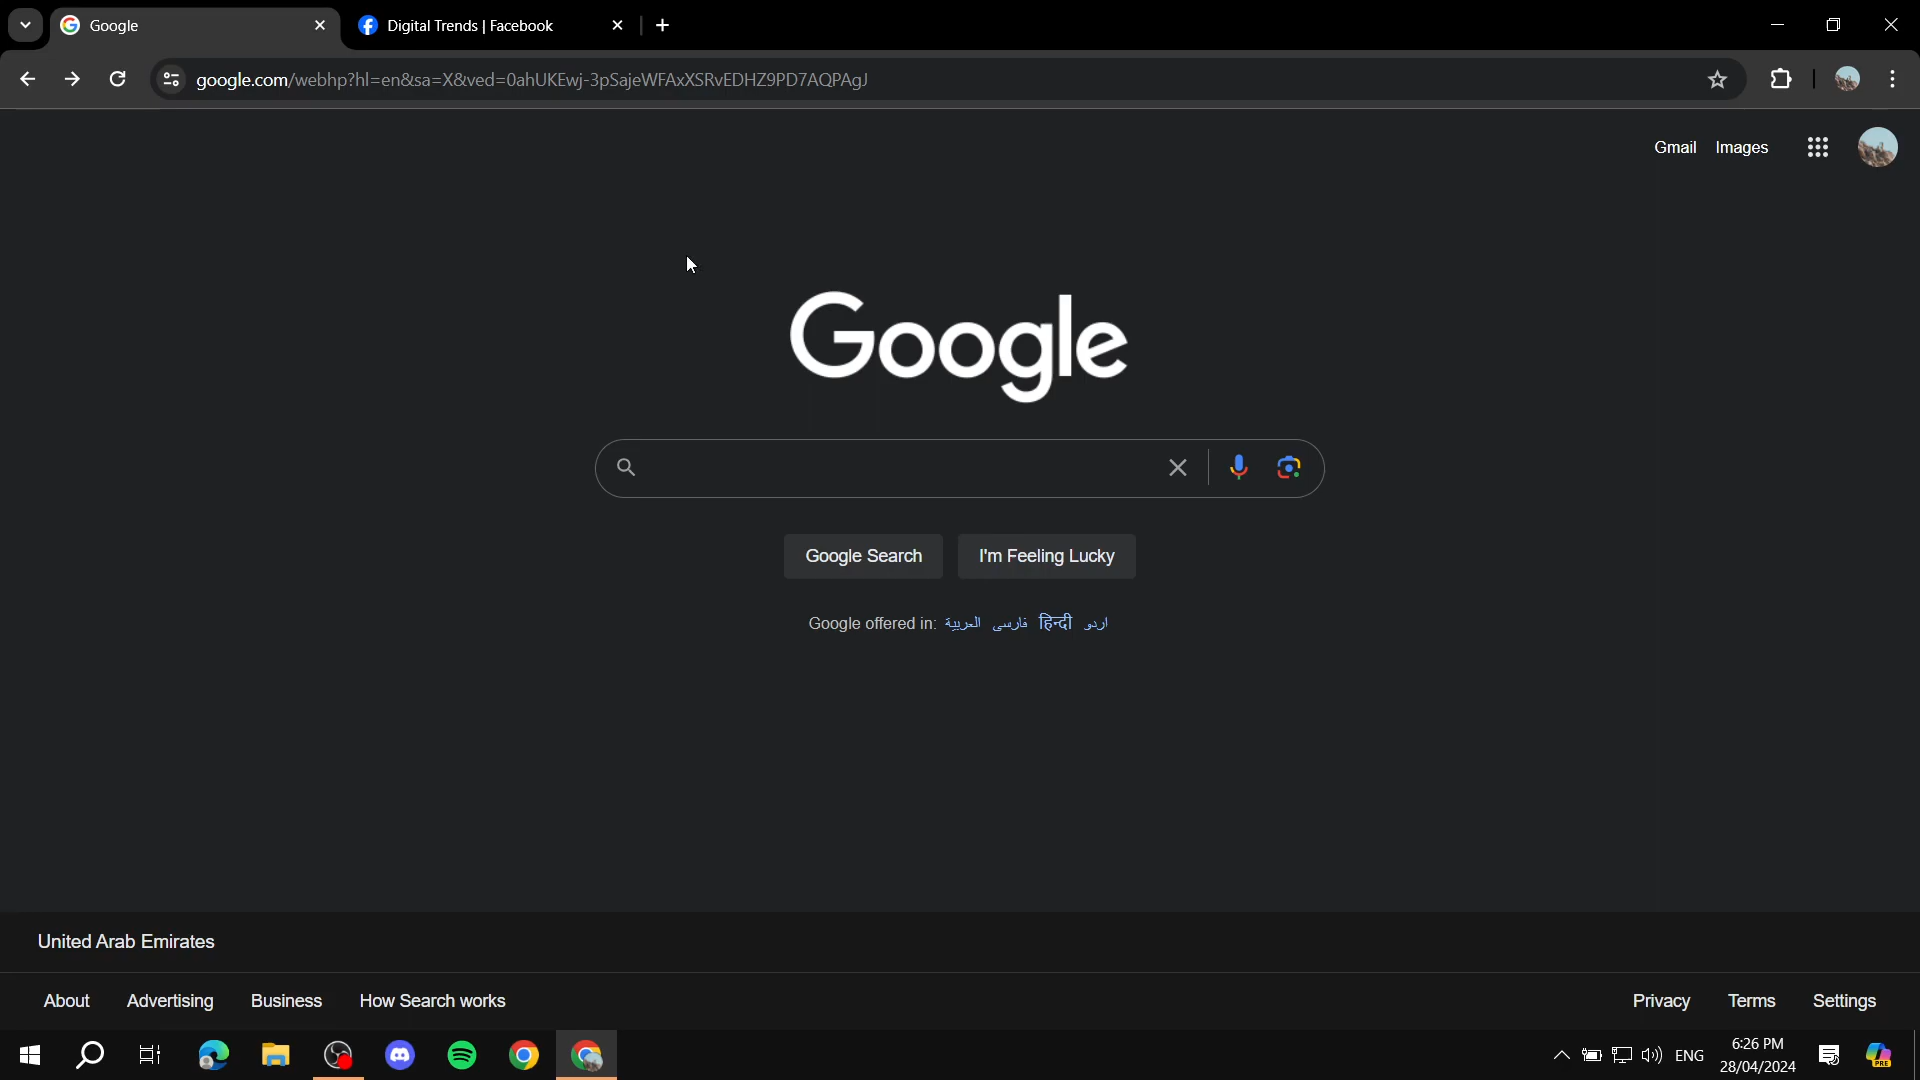 Google
Digital Trends | Facebook
google.com/webhp?hl=en&sa=X&ved=0ahUKEwj-3pSajeWFAxXSRvEDHZ9PD7AQPAgJ
Gmail Images
Google
Google Search I'm Feeling Lucky
Google offered in: العربية فارسی हिन्दी اردو
United Arab Emirates
About Advertising Business How Search works
Privacy Terms Settings
ENG
6:26 PM
28/04/2024
PRE